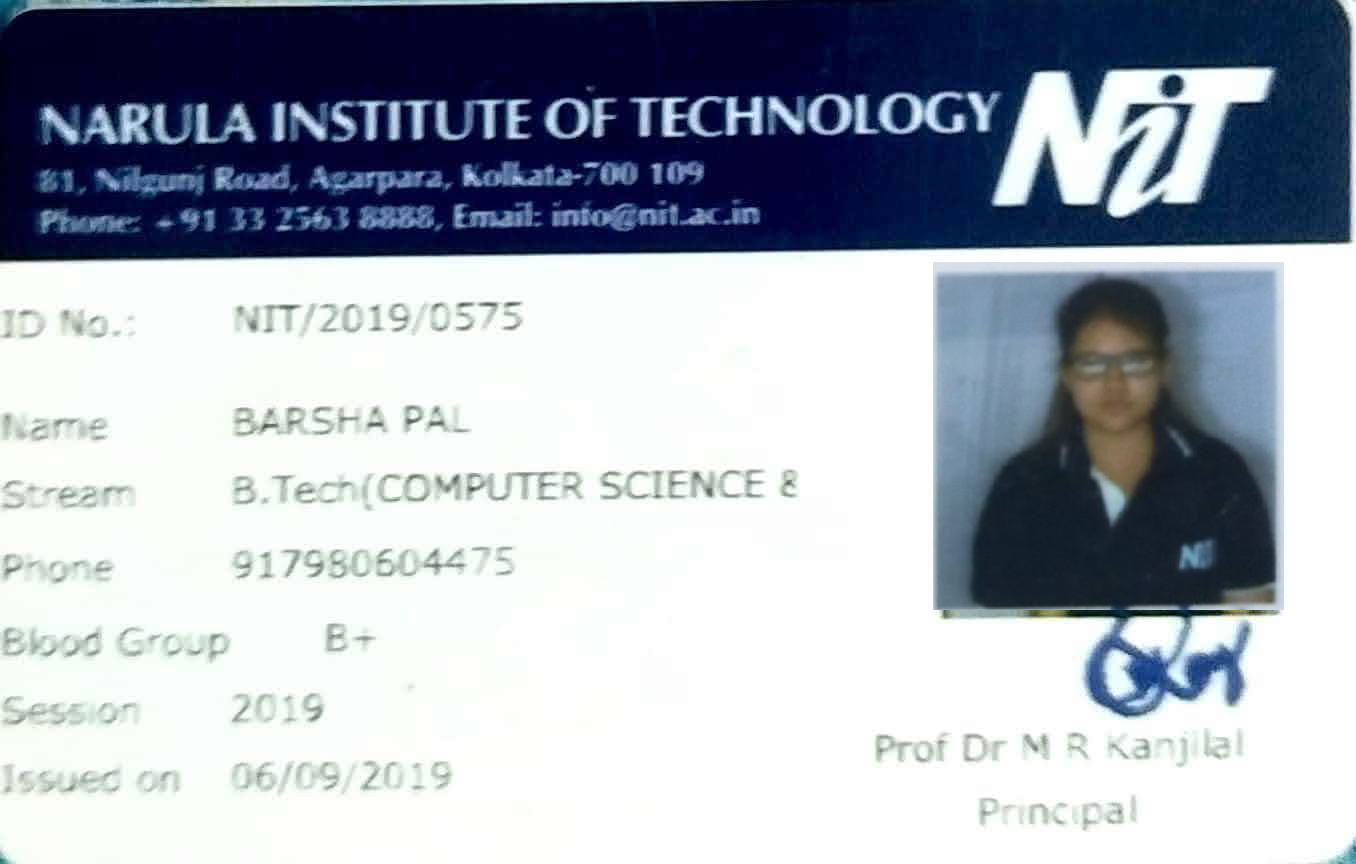 NARULA INSTITUTE OF TECHNOLOGY
NiT
81, Nilgunj Road, Agarpara, Kolkata-700 109
Phone: +91 33 2563 8888, Email: info@nit.ac.in
ID No.: NIT/2019/0575
Name BARSHA PAL
Stream B.Tech(COMPUTER SCIENCE &
Phone 917980604475
Blood Group B+
Session 2019
Issued on 06/09/2019
Prof Dr M R Kanjilal
Principal